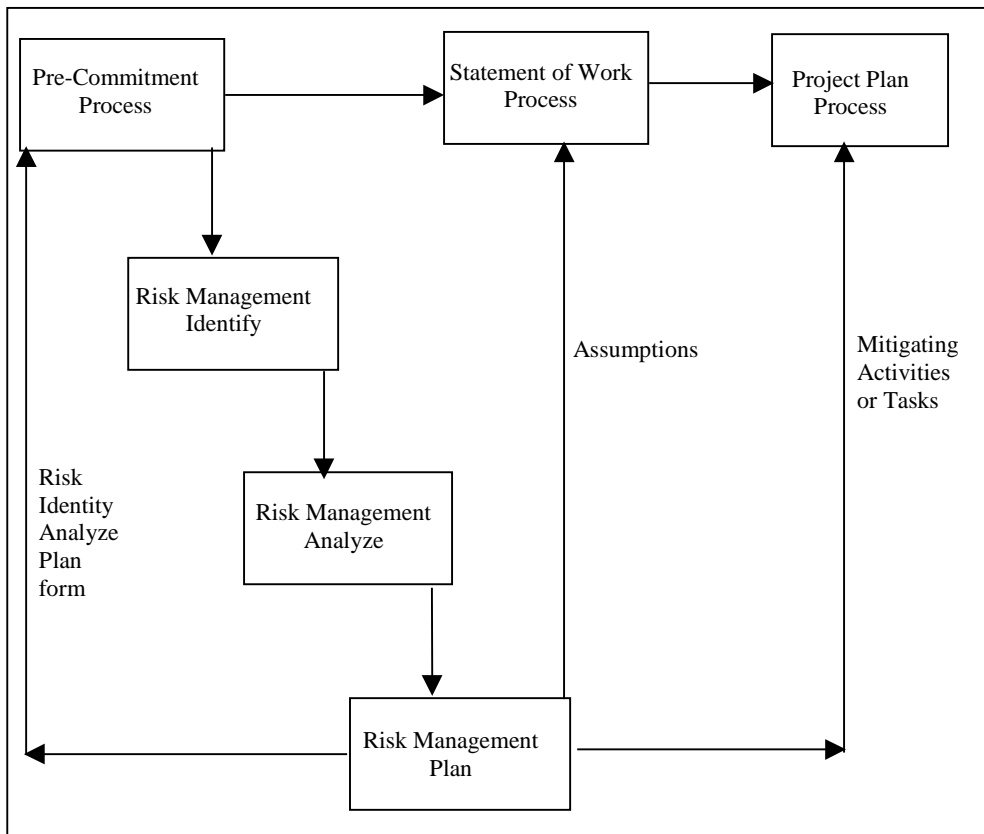 Pre-Commitment
Process
Statement of Work
Process
Project Plan
Process
Risk Management
Identify
Assumptions
Mitigating
Activities
or Tasks
Risk
Identity
Analyze
Plan
form
Risk Management
Analyze
Risk Management
Plan